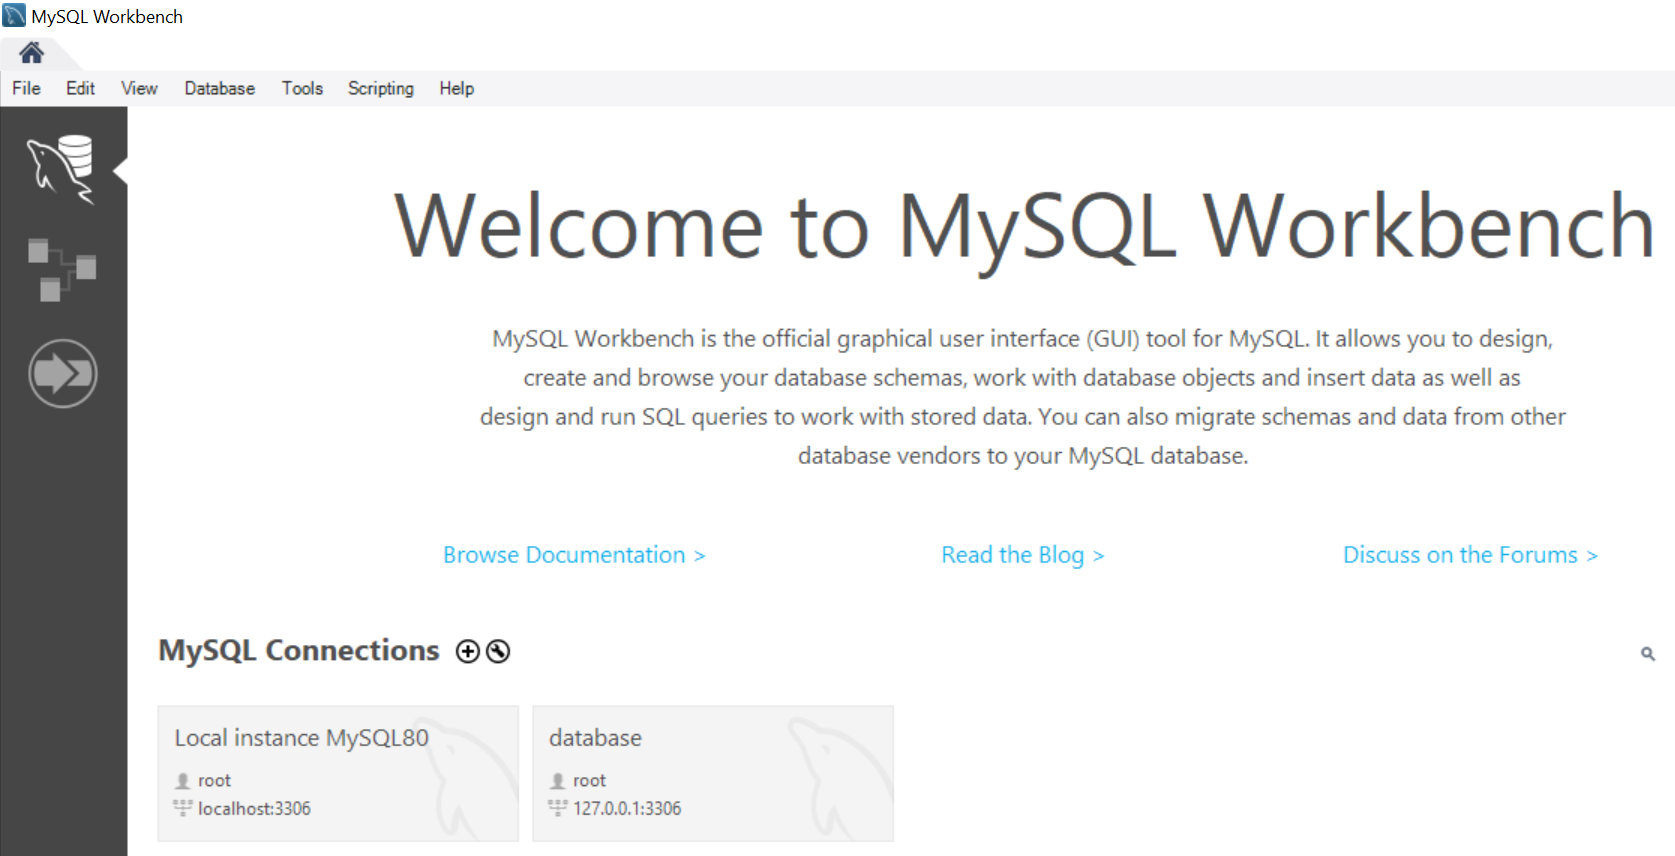 MySQL Workbench
File Edit View Database Tools Scripting Help
Welcome to MySQL Workbench
MySQL Workbench is the official graphical user interface (GUI) tool for MySQL. It allows you to design,
create and browse your database schemas, work with database objects and insert data as well as
design and run SQL queries to work with stored data. You can also migrate schemas and data from other
database vendors to your MySQL database.
Browse Documentation > Read the Blog > Discuss on the Forums >
MySQL Connections
Local instance MySQL80
root
localhost:3306
database
root
127.0.0.1:3306